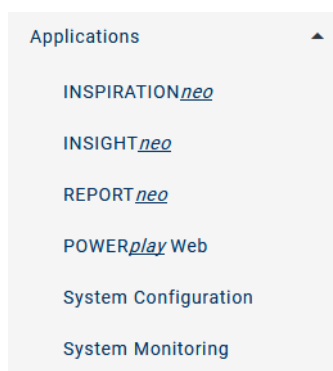 Applications
INSPIRATIONneo
INSIGHTneo
REPORTneo
POWERplay Web
System Configuration
System Monitoring